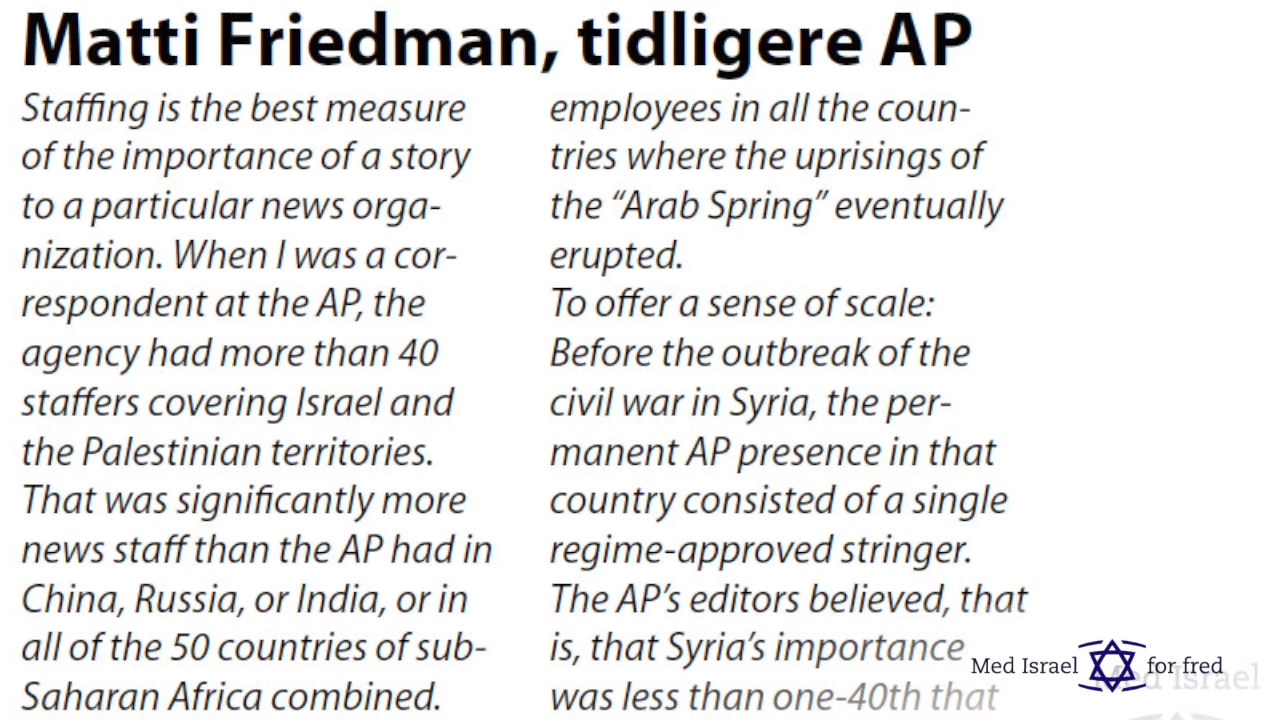 Matti Friedman, tidligere AP
Staffing is the best measure
of the importance of a story
to a particular news orga-
nization. When I was a cor-
respondent at the AP, the
agency had more than 40
staffers covering Israel and
the Palestinian territories.
That was significantly more
news staff than the AP had in
China, Russia, or India, or in
all of the 50 countries of sub-
Saharan Africa combined.
employees in all the coun-
tries where the uprisings of
the “Arab Spring” eventually
erupted.
To offer a sense of scale:
Before the outbreak of the
civil war in Syria, the per-
manent AP presence in that
country consisted of a single
regime-approved stringer.
The AP’s editors believed, that
is, that Syria’s importance
was less than one-40th that
Med Israel for fred
Med Israel